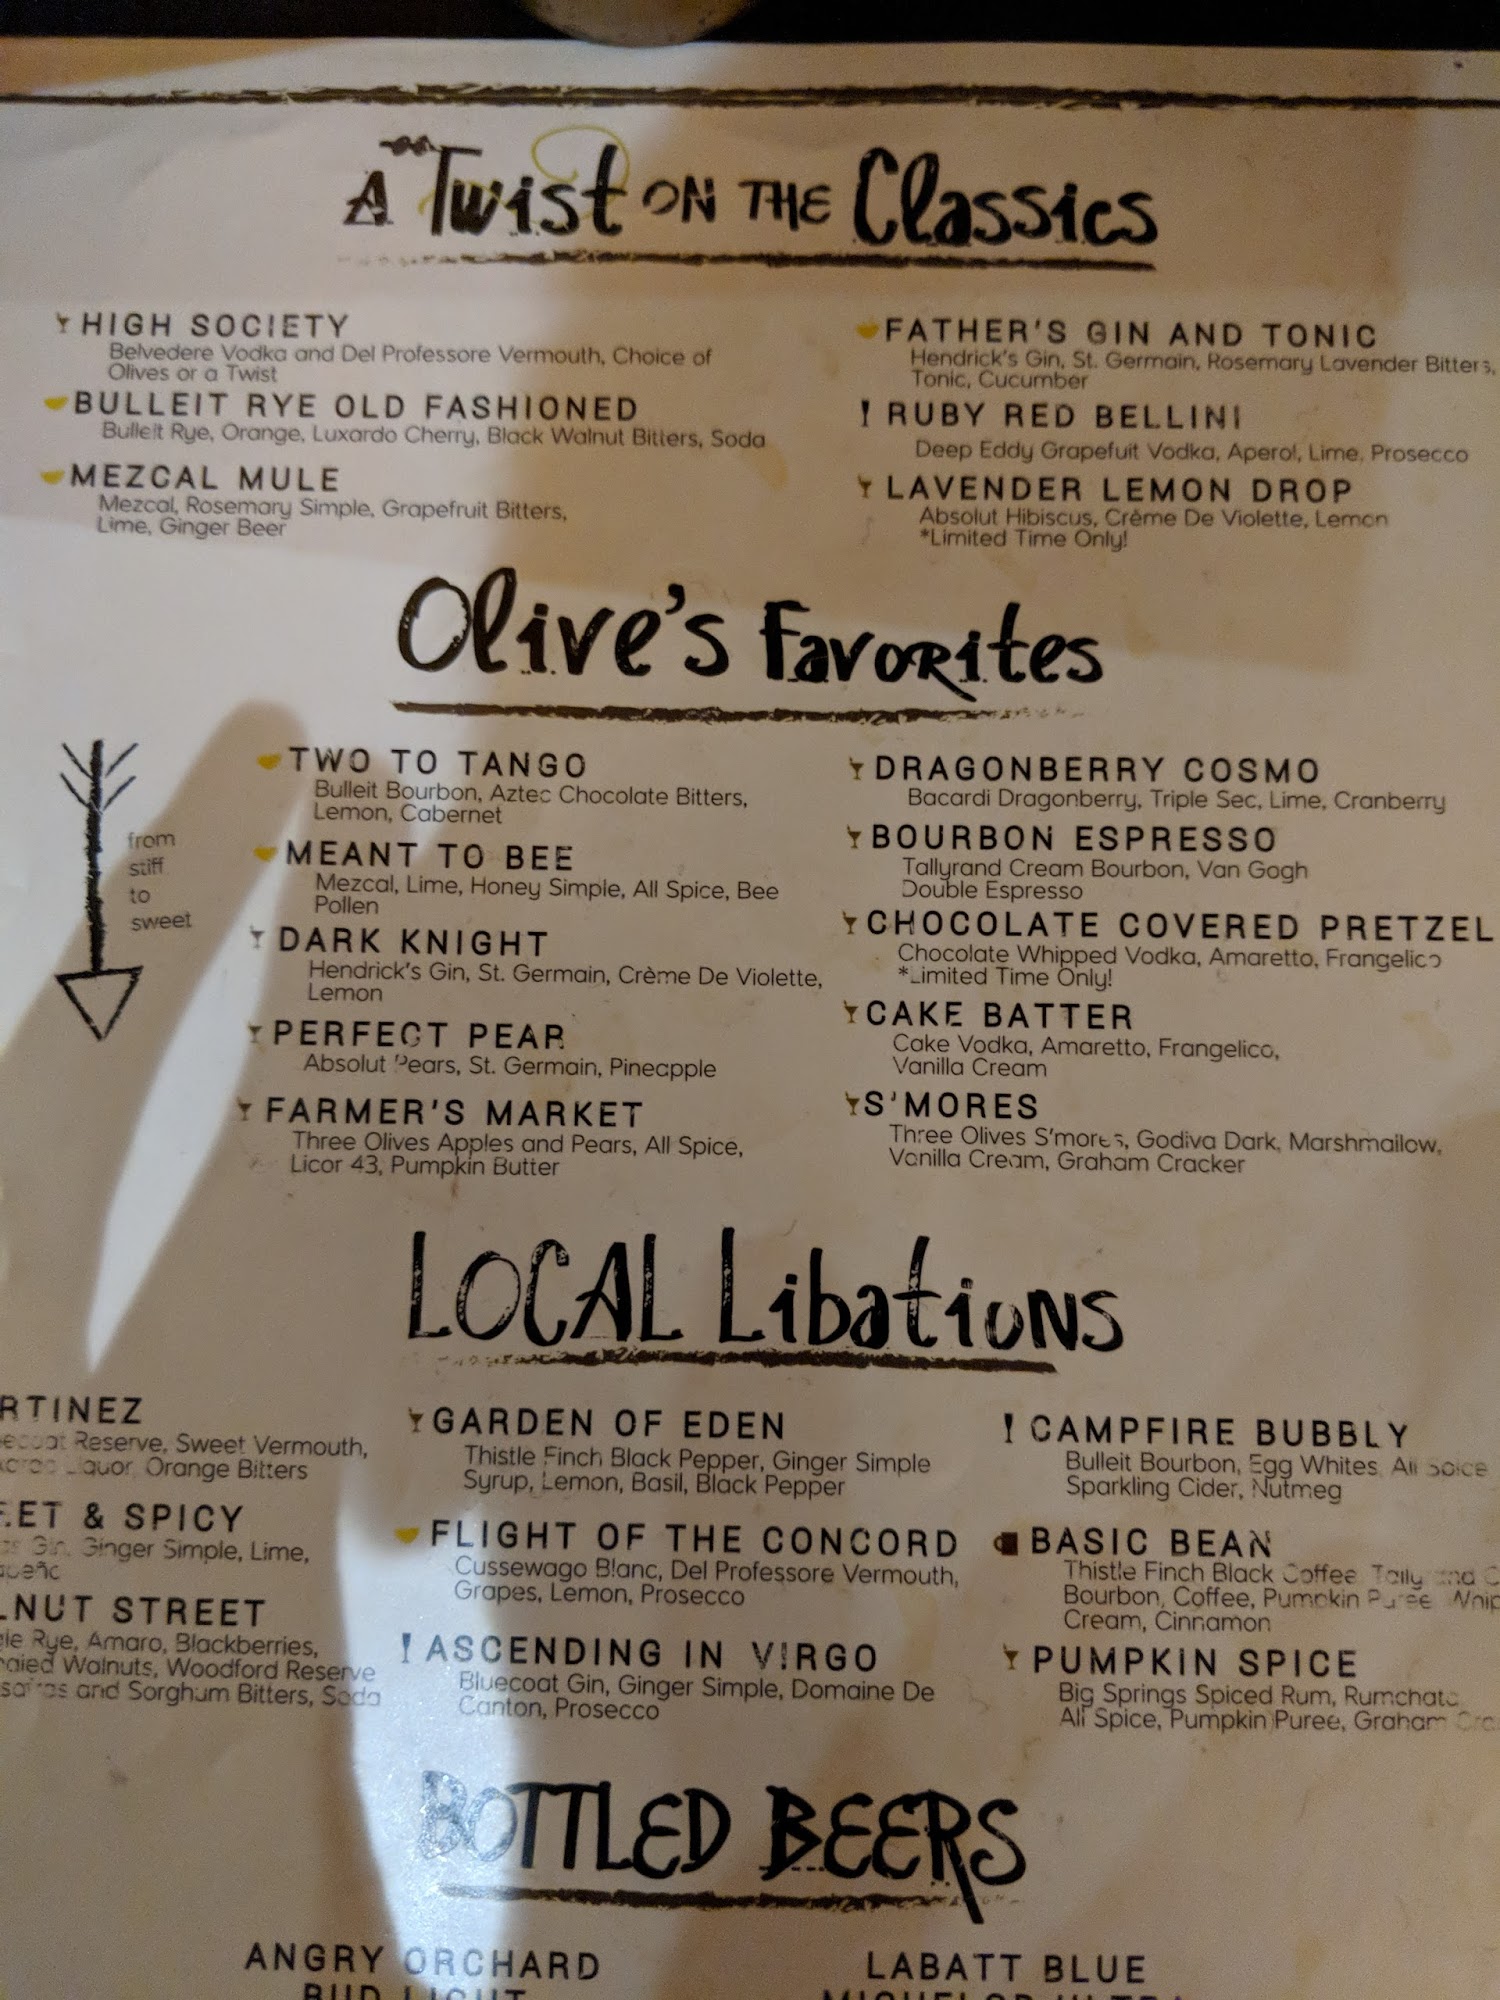 A Twist ON THE Classics
HIGH SOCIETY
Belvedere Vodka and Del Professore Vermouth, Choice of
Olives or a Twist
BULLEIT RYE OLD FASHIONED
Bulleit Rye, Orange, Luxardo Cherry, Black Walnut Bitters, Soda
MEZCAL MULE
Mezcal, Rosemary Simple, Grapefruit Bitters,
Lime, Ginger Beer
FATHER'S GIN AND TONIC
Hendrick's Gin, St. Germain, Rosemary Lavender Bitters,
Tonic, Cucumber
RUBY RED BELLINI
Deep Eddy Grapefuit Vodka, Aperol, Lime, Prosecco
LAVENDER LEMON DROP
Absolut Hibiscus, Crème De Violette, Lemon
*Limited Time Only!
Olive's Favorites
from
stiff
to
sweet
TWO TO TANGO
Bulleit Bourbon, Aztec Chocolate Bitters,
Lemon, Cabernet
MEANT TO BEE
Mezcal, Lime, Honey Simple, All Spice, Bee
Pollen
DARK KNIGHT
Hendrick's Gin, St. Germain, Crème De Violette,
Lemon
PERFECT PEAR
Absolut Pears, St. Germain, Pineapple
FARMER'S MARKET
Three Olives Apples and Pears, All Spice,
Licor 43, Pumpkin Butter
DRAGONBERRY COSMO
Bacardi Dragonberry, Triple Sec, Lime, Cranberry
BOURBON ESPRESSO
Tallyrand Cream Bourbon, Van Gogh
Double Espresso
CHOCOLATE COVERED PRETZEL
Chocolate Whipped Vodka, Amaretto, Frangelico
*Limited Time Only!
CAKE BATTER
Cake Vodka, Amaretto, Frangelico,
Vanilla Cream
S'MORES
Three Olives S'mores, Godiva Dark, Marshmallow,
Vanilla Cream, Graham Cracker
LOCAL Libations
RTINEZ
Reserve, Sweet Vermouth,
Liquor, Orange Bitters
EET & SPICY
Gin, Ginger Simple, Lime,
LNUT STREET
Rye, Amaro, Blackberries,
Walnuts, Woodford Reserve
and Sorghum Bitters, Soda
GARDEN OF EDEN
Thistle Finch Black Pepper, Ginger Simple
Syrup, Lemon, Basil, Black Pepper
FLIGHT OF THE CONCORD
Cussewago Blanc, Del Professore Vermouth,
Grapes, Lemon, Prosecco
ASCENDING IN VIRGO
Bluecoat Gin, Ginger Simple, Domaine De
Canton, Prosecco
CAMPFIRE BUBBLY
Bulleit Bourbon, Egg Whites, All Spice
Sparkling Cider, Nutmeg
BASIC BEAN
Thistle Finch Black Coffee
Bourbon, Coffee, Pumpkin Puree, Whip
Cream, Cinnamon
PUMPKIN SPICE
Big Springs Spiced Rum, Rumchata
All Spice, Pumpkin Puree, Graham
BOTTLED BEERS
ANGRY ORCHARD
BUD LIGHT
LABATT BLUE
MICHELOB ULTRA